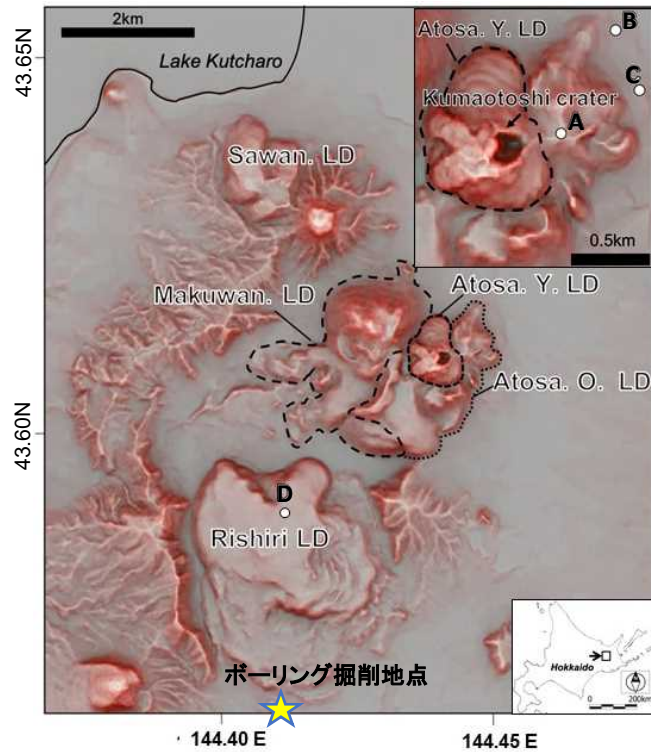 2km
Lake Kutcharo
43.65N
Atosa. Y. LD
B
C
Kumaotoshi crater
A
0.5km
Sawan. LD
Makuwan. LD
Atosa. Y. LD
Atosa. O. LD
43.60N
D
Rishiri LD
ボーリング掘削地点
Hokkaido
A
0 200km
144.40 E
144.45 E